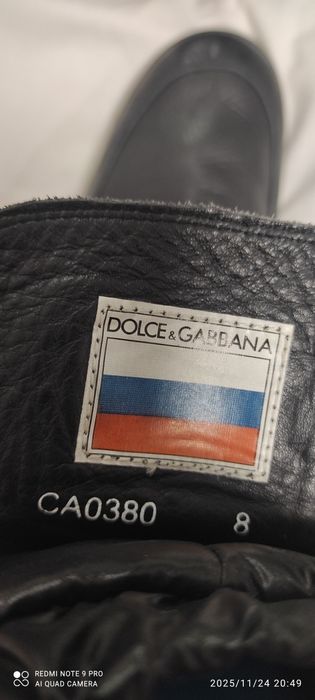 DOLCE & GABBANA
CA0380 8
REDMI NOTE 9 PRO
AI QUAD CAMERA
2025/11/24 20:49